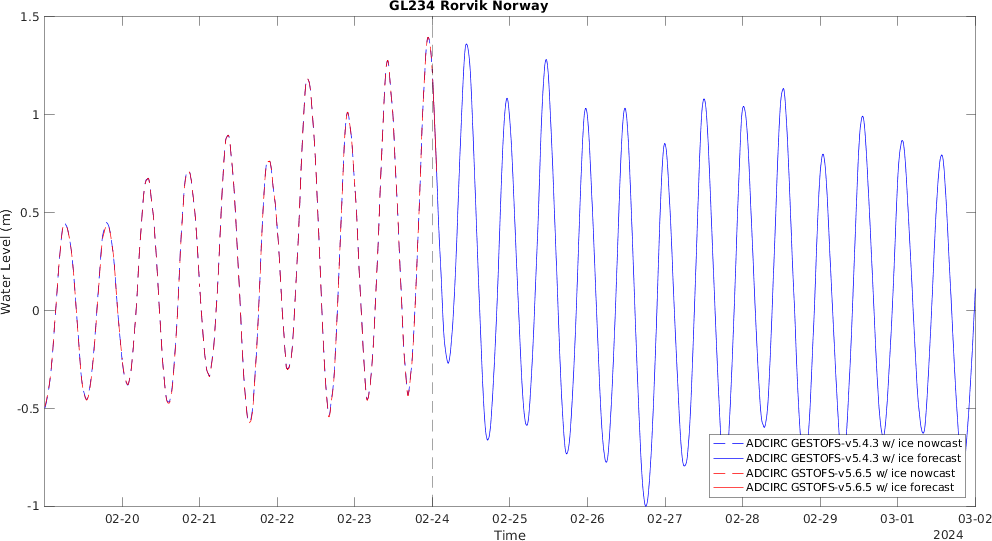 GL234 Rorvik Norway
1.5
1
0.5
0
-0.5
-1
Water Level (m)
ADCIRC GESTOFS-v5.4.3 w/ ice nowcast
ADCIRC GESTOFS-v5.4.3 w/ ice forecast
ADCIRC GSTOFS-v5.6.5 w/ ice nowcast
ADCIRC GSTOFS-v5.6.5 w/ ice forecast
02-20 02-21 02-22 02-23 02-24 02-25 02-26 02-27 02-28 02-29 03-01 03-02
Time
2024